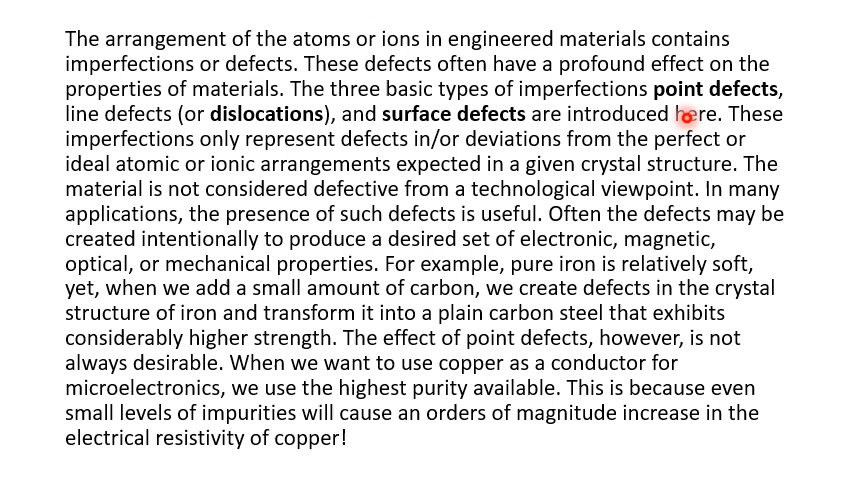 The arrangement of the atoms or ions in engineered materials contains
imperfections or defects. These defects often have a profound effect on the
properties of materials. The three basic types of imperfections point defects,
line defects (or dislocations), and surface defects are introduced here. These
imperfections only represent defects in/or deviations from the perfect or
ideal atomic or ionic arrangements expected in a given crystal structure. The
material is not considered defective from a technological viewpoint. In many
applications, the presence of such defects is useful. Often the defects may be
created intentionally to produce a desired set of electronic, magnetic,
optical, or mechanical properties. For example, pure iron is relatively soft,
yet, when we add a small amount of carbon, we create defects in the crystal
structure of iron and transform it into a plain carbon steel that exhibits
considerably higher strength. The effect of point defects, however, is not
always desirable. When we want to use copper as a conductor for
microelectronics, we use the highest purity available. This is because even
small levels of impurities will cause an orders of magnitude increase in the
electrical resistivity of copper!